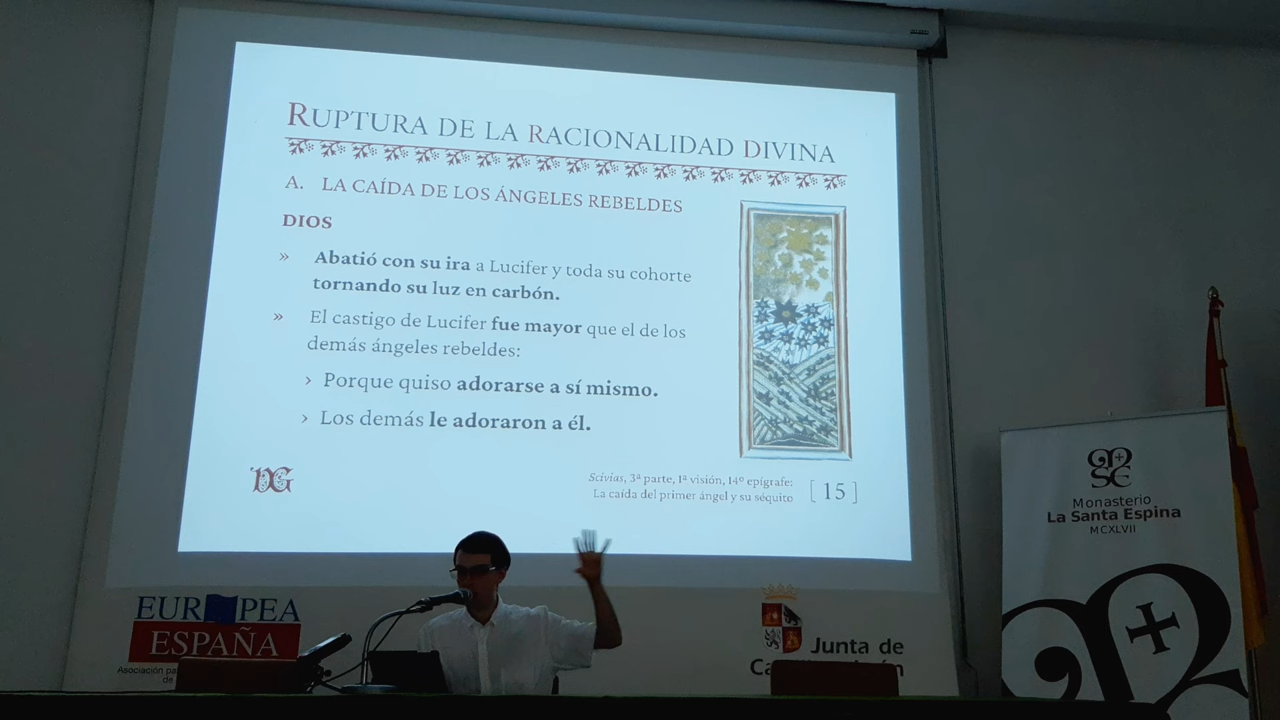 RUPTURA DE LA RACIONALIDAD DIVINA
A. LA CAÍDA DE LOS ÁNGELES REBELDES
DIOS
» Abatió con su ira a Lucifer y toda su cohorte
tornando su luz en carbón.
» El castigo de Lucifer fue mayor que el de los
demás ángeles rebeldes:
› Porque quiso adorarse a sí mismo.
› Los demás le adoraron a él.
Scivias, 3ª parte, 1ª visión, 14º epígrafe:
La caída del primer ángel y su séquito
[ 15 ]
EUROPEA
ESPAÑA
Asociación pa
de
Junta de
Monasterio
La Santa Espina
MCXLVII